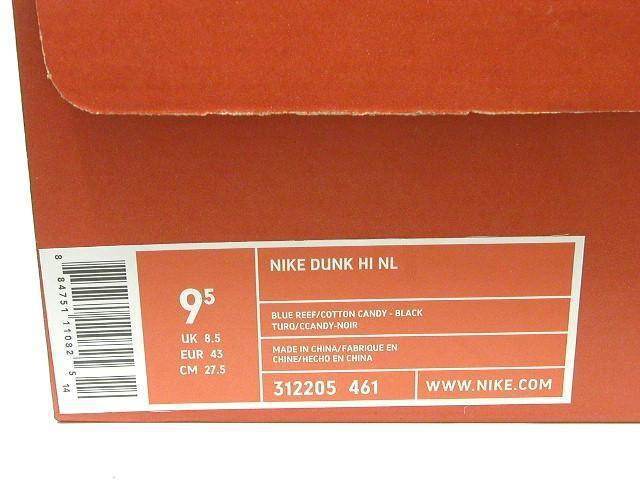 8 84751 11082 5 14
9⁵
UK 8.5
EUR 43
CM 27.5
NIKE DUNK HI NL
BLUE REEF/COTTON CANDY - BLACK
TURQ/CCANDY-NOIR
MADE IN CHINA/FABRIQUE EN
CHINE/HECHO EN CHINA
312205 461
WWW.NIKE.COM